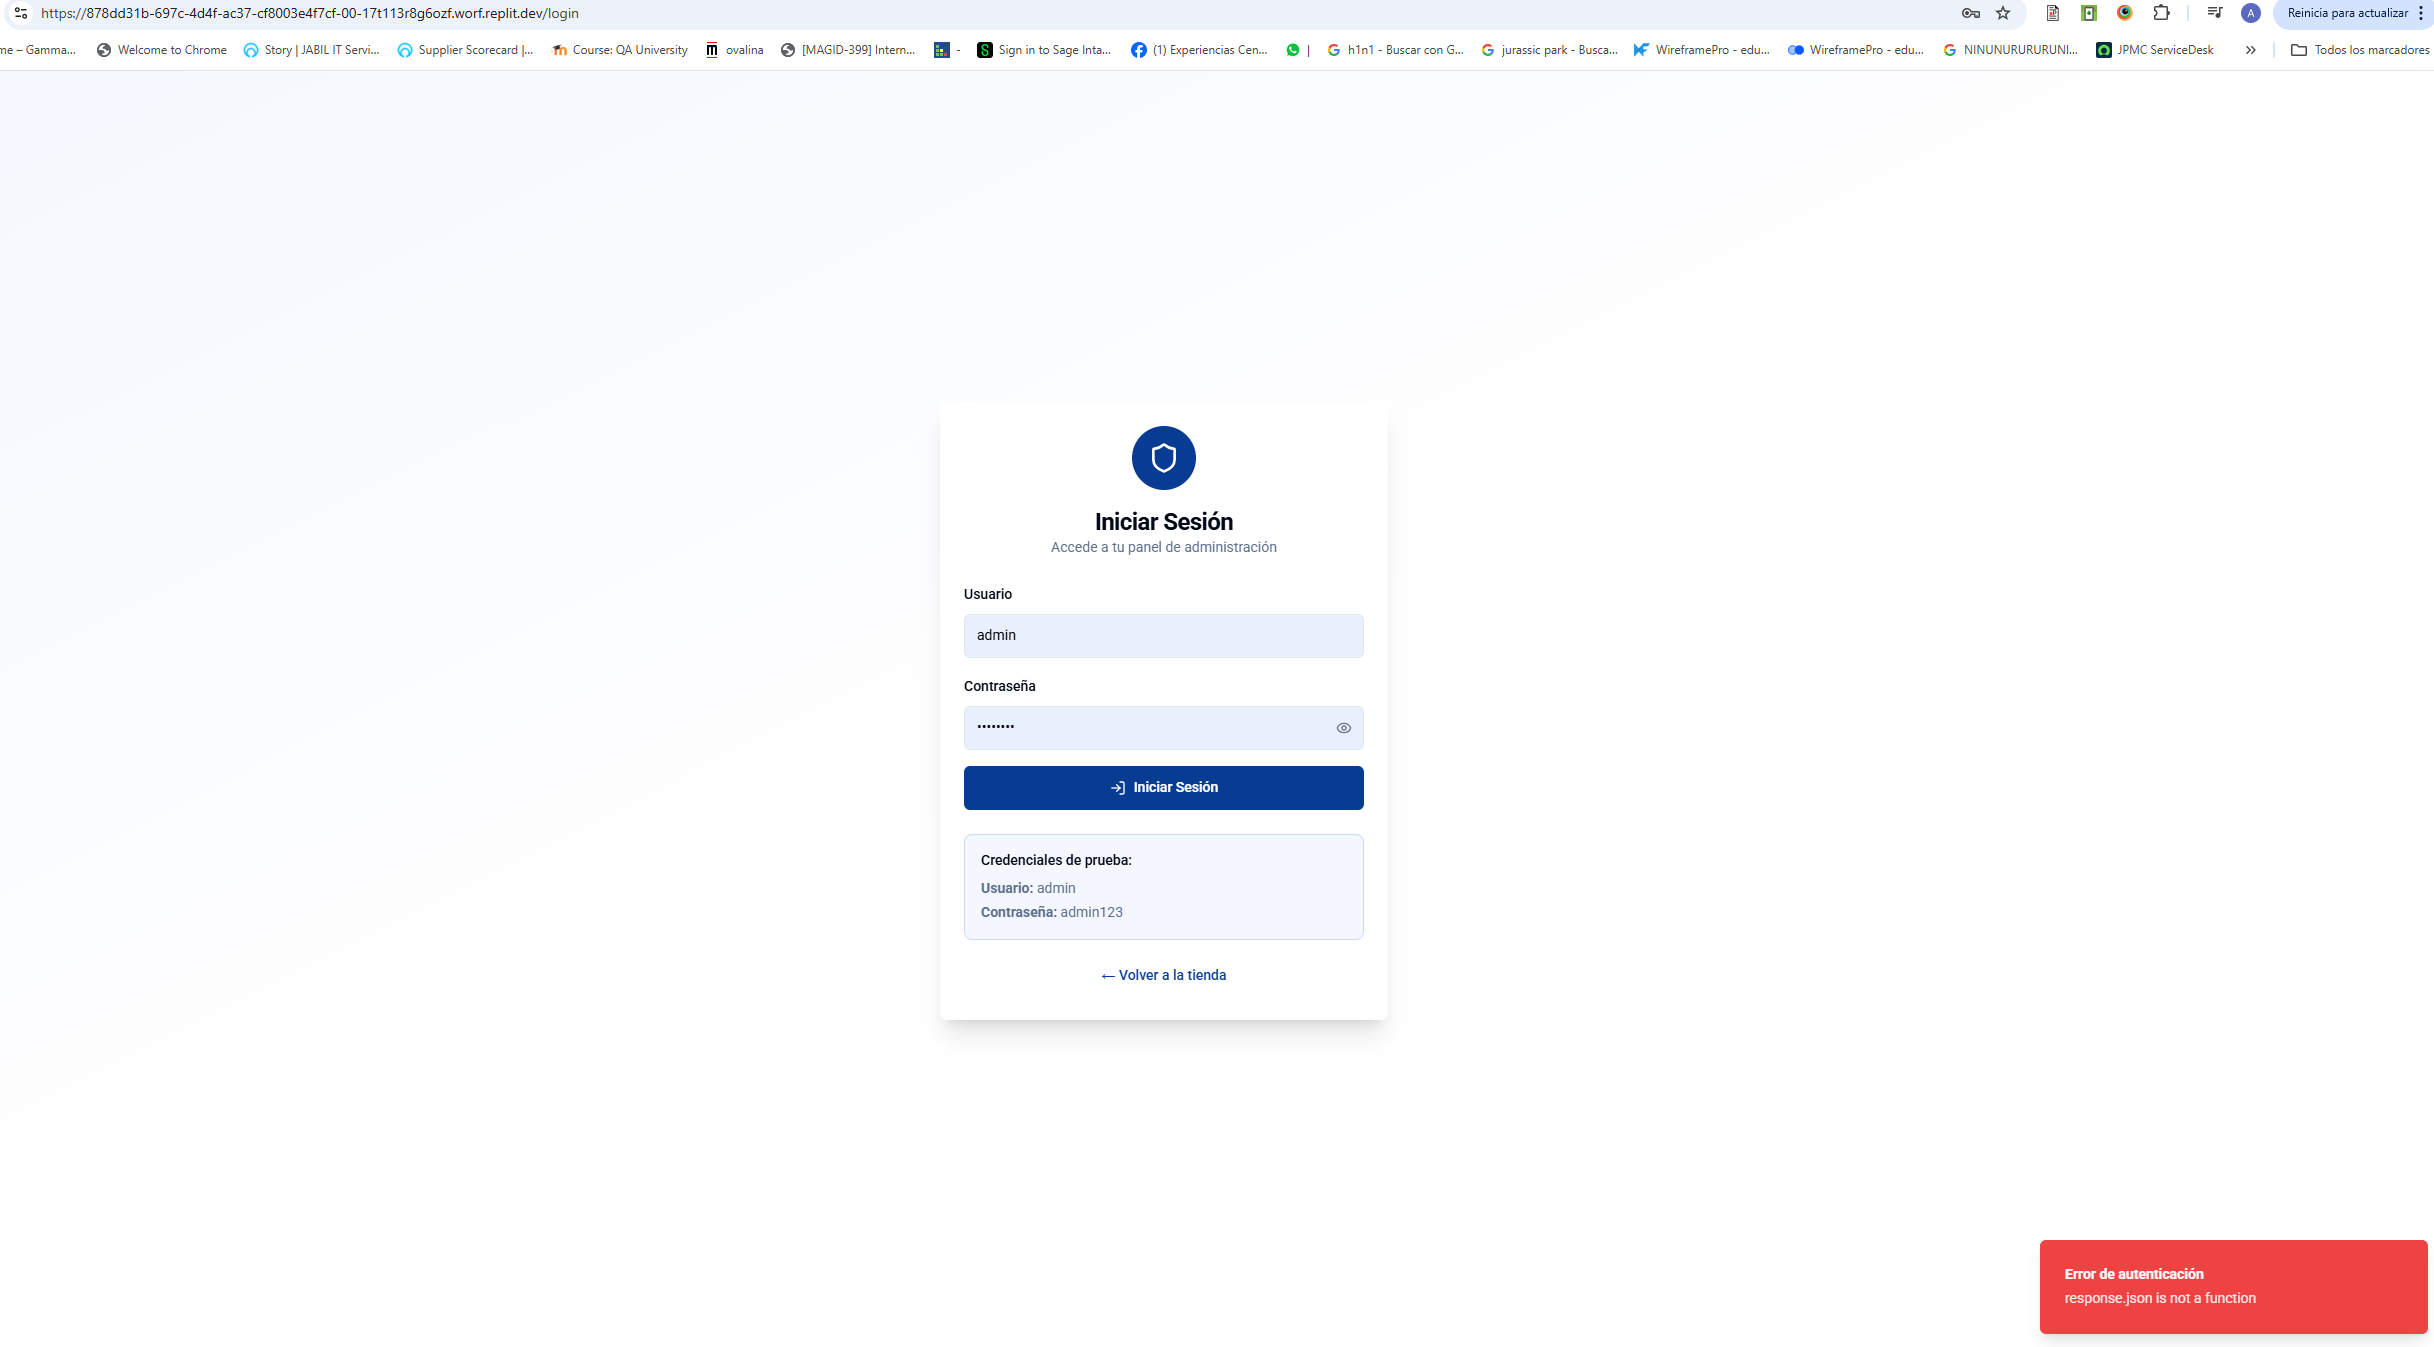 https://878dd31b-697c-4d4f-ac37-cf8003e4f7cf-00-17t113r8g6ozf.worf.replit.dev/login
A
Reinicia para actualizar
me – Gamma...
Welcome to Chrome
Story | JABIL IT Servi...
Supplier Scorecard |...
Course: QA University
ovalina
[MAGID-399] Intern...
-
Sign in to Sage Inta...
(1) Experiencias Cen...
|
h1n1 - Buscar con G...
jurassic park - Busca...
WireframePro - edu...
WireframePro - edu...
NINUNURURURUNI...
JPMC ServiceDesk
»
Todos los marcadores
Iniciar Sesión
Accede a tu panel de administración
Usuario
admin
Contraseña
••••••••
Iniciar Sesión
Credenciales de prueba:
Usuario: admin
Contraseña: admin123
← Volver a la tienda
Error de autenticación
response.json is not a function